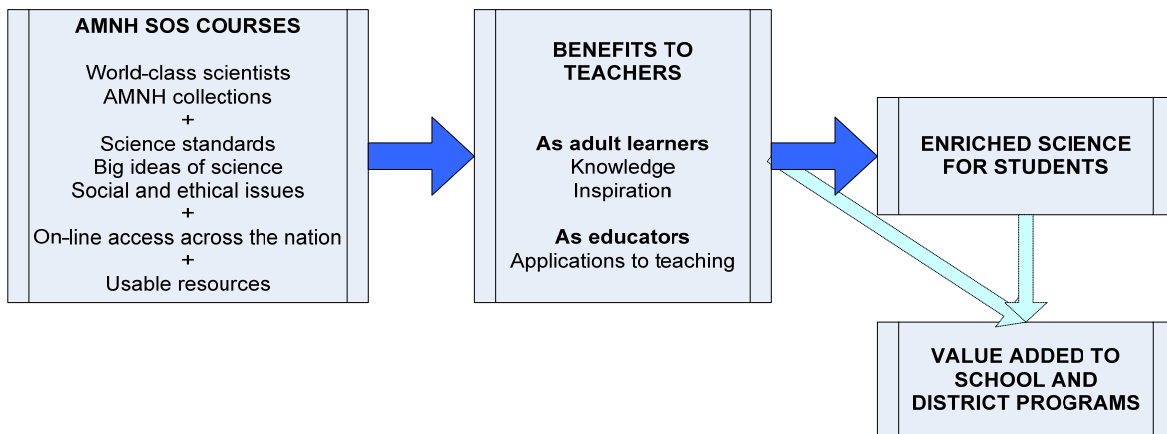 AMNH SOS COURSES
World-class scientists
AMNH collections
+
Science standards
Big ideas of science
Social and ethical issues
+
On-line access across the nation
+
Usable resources
BENEFITS TO
TEACHERS
As adult learners
Knowledge
Inspiration
As educators
Applications to teaching
ENRICHED SCIENCE
FOR STUDENTS
VALUE ADDED TO
SCHOOL AND
DISTRICT PROGRAMS